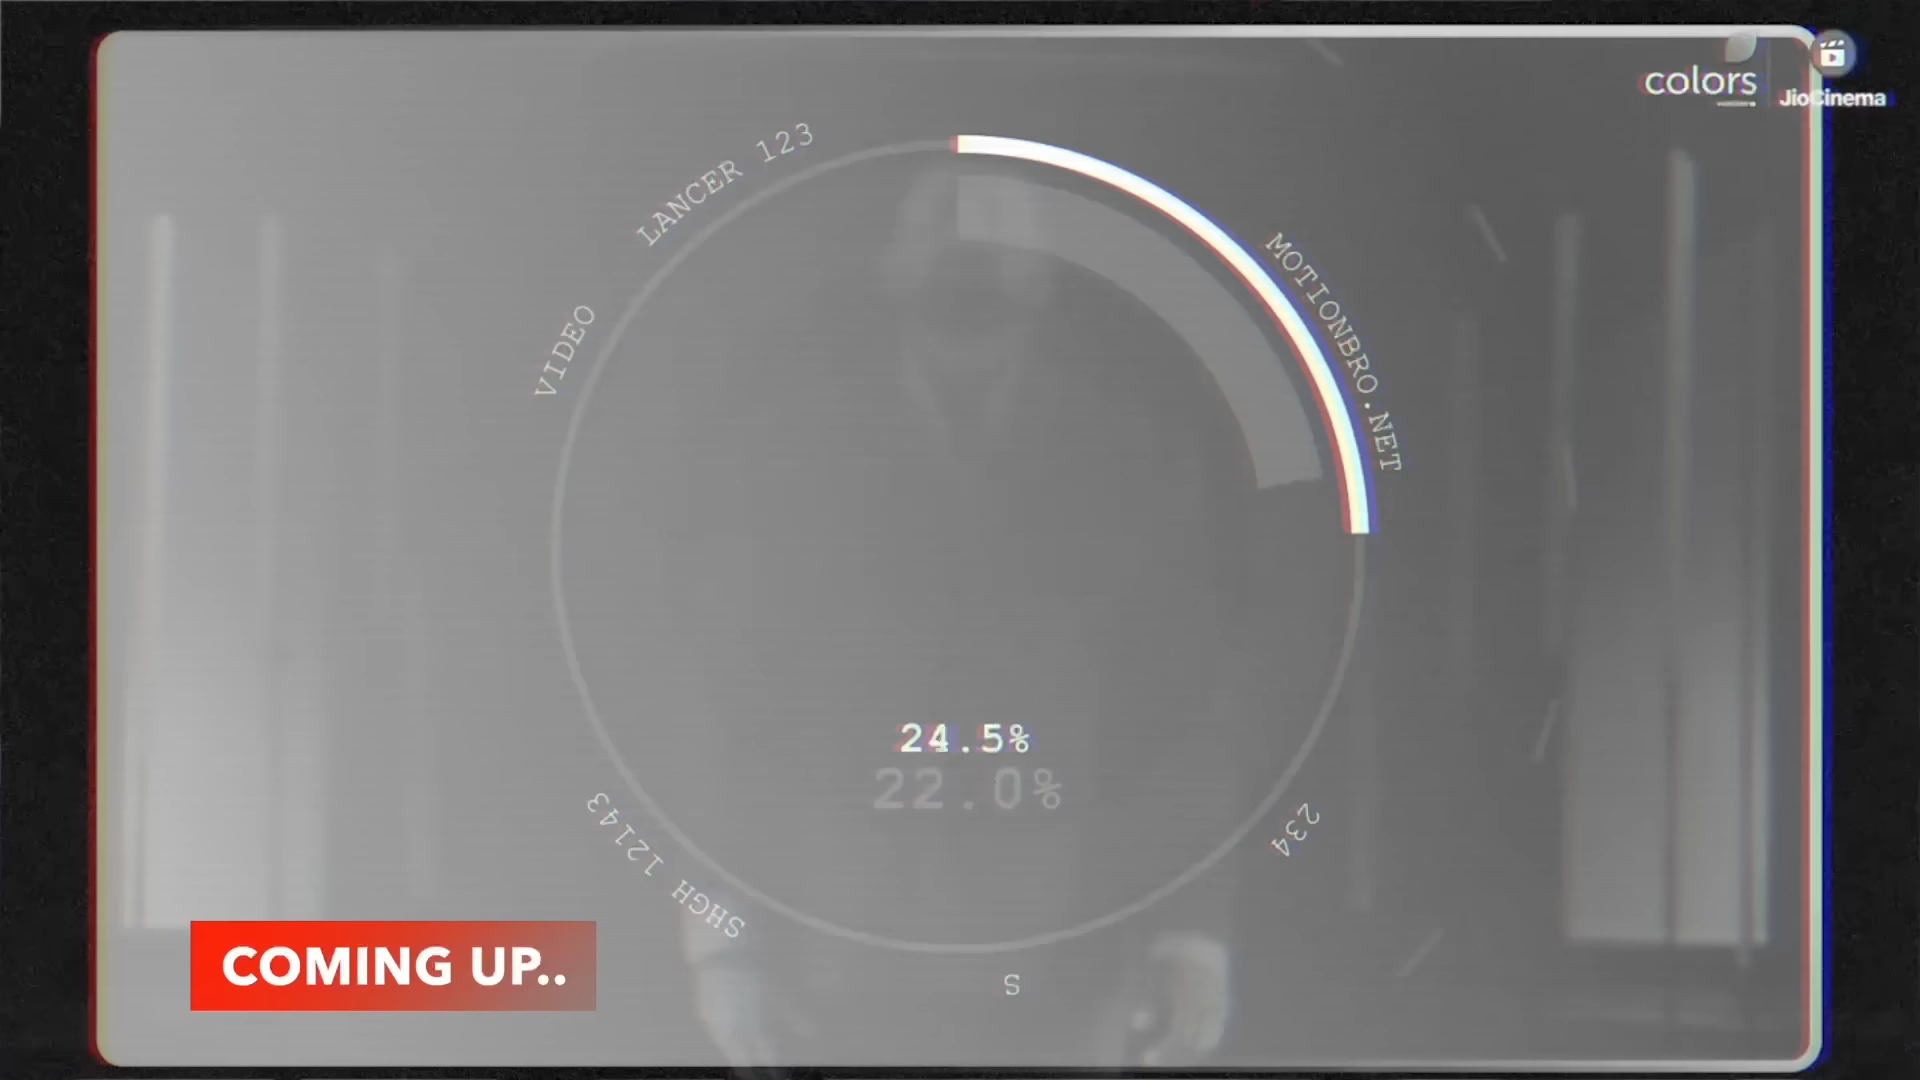 colors
JioCinema
LANCER 123
MOTIONBRO.NET
VIDEO
24.5%
22.0%
SHGH 12143
234
COMING UP..
S